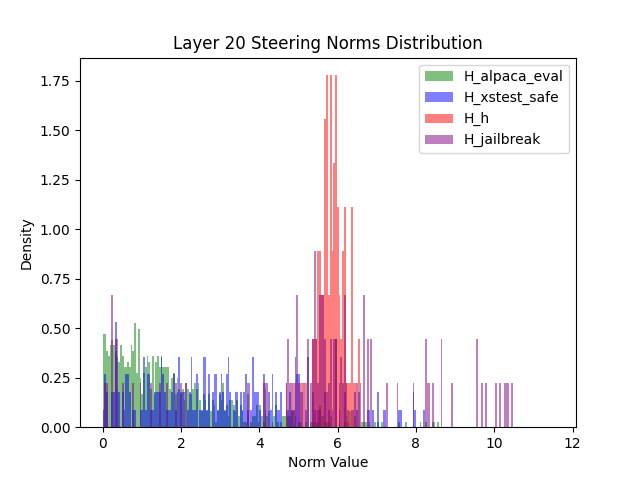 Layer 20 Steering Norms Distribution
H_alpaca_eval
H_xstest_safe
H_h
H_jailbreak
1.75
1.50
1.25
1.00
0.75
0.50
0.25
0.00
Density
0 2 4 6 8 10 12
Norm Value